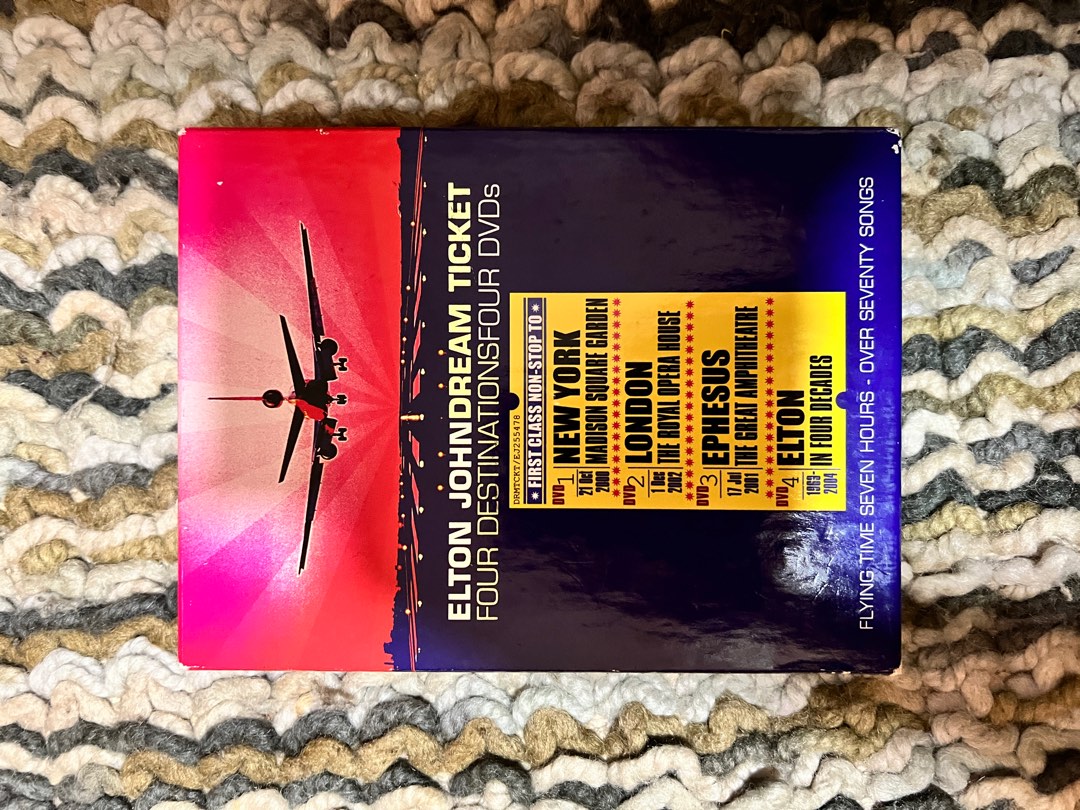 ELTON JOHN DREAM TICKET
FOUR DESTINATIONS FOUR DVDs
DRMTCKT/EJ255478
FIRST CLASS NON-STOP TO
DVD 1
21 Oct
2000
NEW YORK
MADISON SQUARE GARDEN
DVD 2
1 Dec
2002
LONDON
THE ROYAL OPERA HOUSE
DVD 3
17 Jul
2001
EPHESUS
THE GREAT AMPHITHEATRE
DVD 4
1969-
2004
ELTON
IN FOUR DECADES
FLYING TIME SEVEN HOURS - OVER SEVENTY SONGS